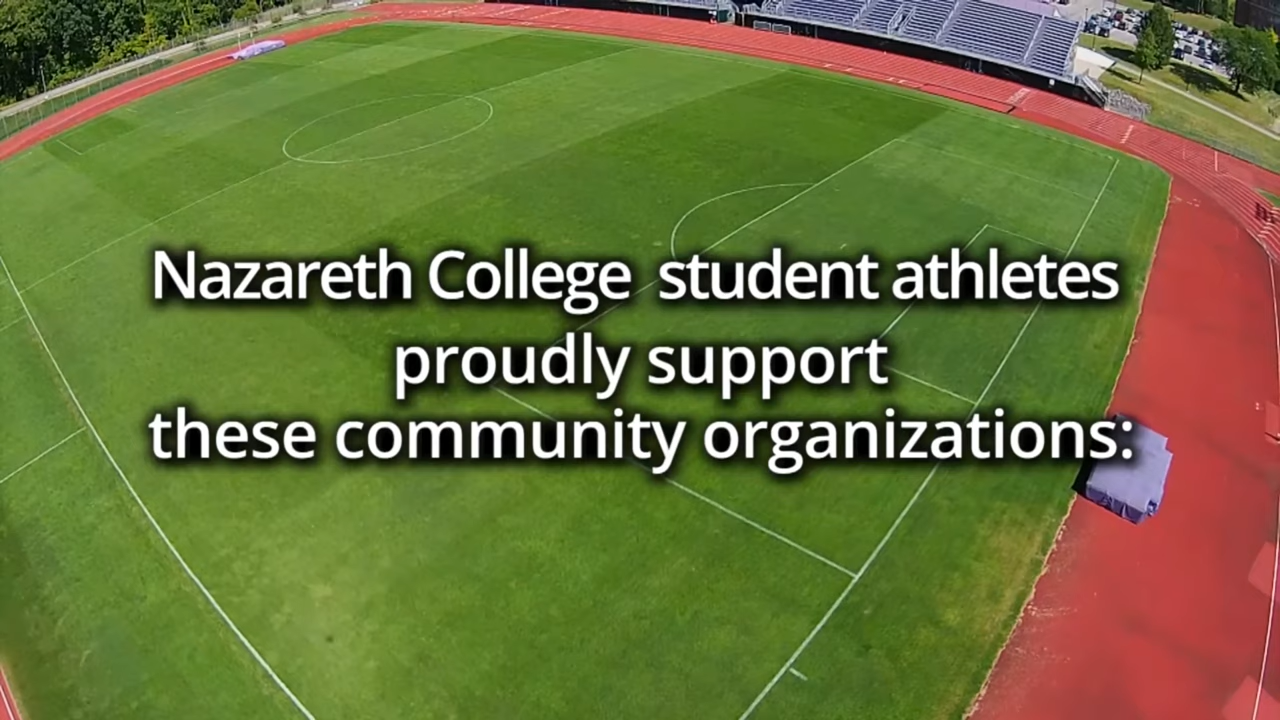 Nazareth College student athletes
proudly support
these community organizations: